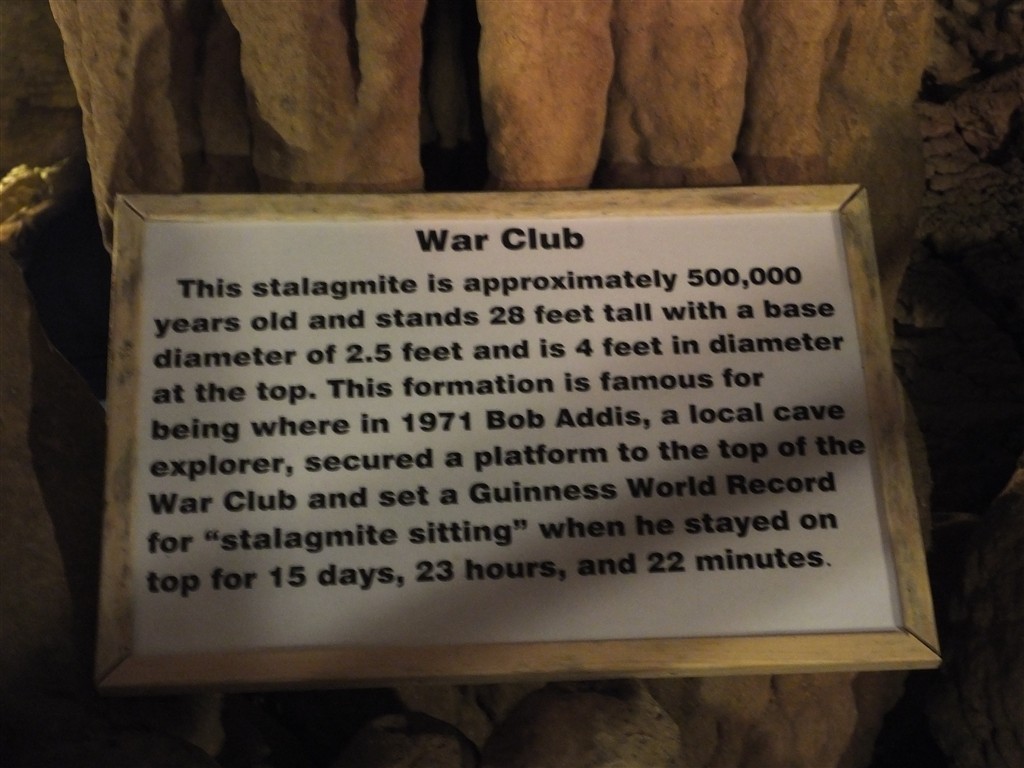 War Club
This stalagmite is approximately 500,000
years old and stands 28 feet tall with a base
diameter of 2.5 feet and is 4 feet in diameter
at the top. This formation is famous for
being where in 1971 Bob Addis, a local cave
explorer, secured a platform to the top of the
War Club and set a Guinness World Record
for “stalagmite sitting” when he stayed on
top for 15 days, 23 hours, and 22 minutes.